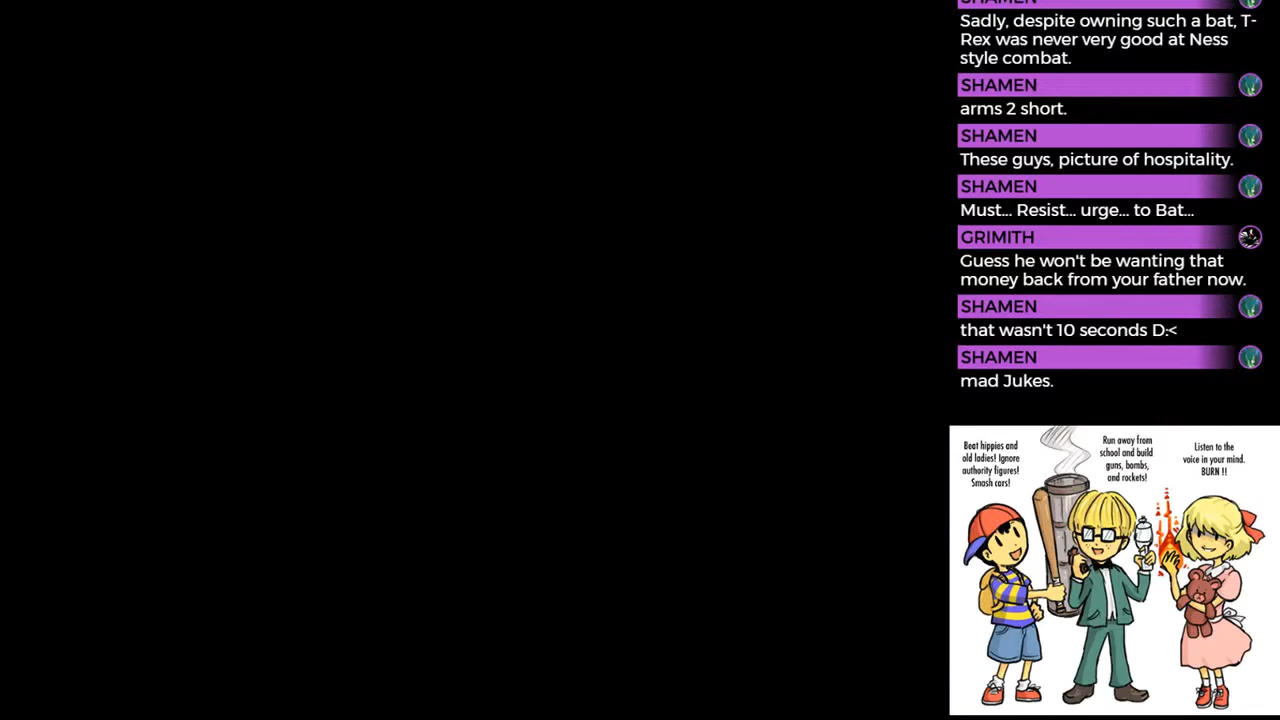 Sadly, despite owning such a bat, T-
Rex was never very good at Ness
style combat.
SHAMEN
arms 2 short.
SHAMEN
These guys, picture of hospitality.
SHAMEN
Must... Resist... urge... to Bat...
GRIMITH
Guess he won't be wanting that
money back from your father now.
SHAMEN
that wasn't 10 seconds D:<
SHAMEN
mad Jukes.
Beat hippies and
old ladies! Ignore
authority figures!
Smash cars!
Run away from
school and build
guns, bombs,
and rockets!
Listen to the
voice in your mind.
BURN !!